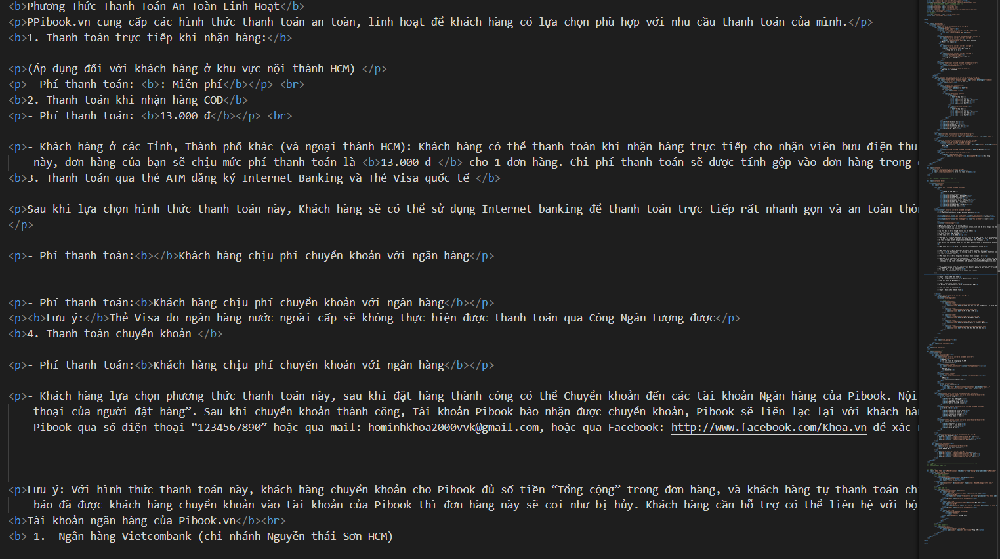 <b>Phương Thức Thanh Toán An Toàn Linh Hoạt</b>
<p>PPibook.vn cung cấp các hình thức thanh toán an toàn, linh hoạt để khách hàng có lựa chọn phù hợp với nhu cầu thanh toán của mình.</p>
<b>1. Thanh toán trực tiếp khi nhận hàng:</b>
<p>(Áp dụng đối với khách hàng ở khu vực nội thành HCM) </p>
<p>- Phí thanh toán: <b>: Miễn phí</b></p> <br>
<b>2. Thanh toán khi nhận hàng COD</b>
<p>- Phí thanh toán: <b>13.000 đ</b></p> <br>
<p>- Khách hàng ở các Tỉnh, Thành phố khác (và ngoại thành HCM): Khách hàng có thể thanh toán khi nhận hàng trực tiếp cho nhân viên bưu điện thu
này, đơn hàng của bạn sẽ chịu mức phí thanh toán là <b>13.000 đ </b> cho 1 đơn hàng. Chi phí thanh toán sẽ được tính gộp vào đơn hàng trong
<b>3. Thanh toán qua thẻ ATM đăng ký Internet Banking và Thẻ Visa quốc tế </b>
<p>Sau khi lựa chọn hình thức thanh toán này, Khách hàng sẽ có thể sử dụng Internet banking để thanh toán trực tiếp rất nhanh gọn và an toàn thôn
</p>
<p>- Phí thanh toán:<b></b>Khách hàng chịu phí chuyển khoản với ngân hàng</p>
<p>- Phí thanh toán:<b>Khách hàng chịu phí chuyển khoản với ngân hàng</b></p>
<p><b>Lưu ý:</b>Thẻ Visa do ngân hàng nước ngoài cấp sẽ không thực hiện được thanh toán qua Công Ngân Lượng được</p>
<b>4. Thanh toán chuyển khoản </b>
<p>- Phí thanh toán:<b>Khách hàng chịu phí chuyển khoản với ngân hàng</b></p>
<p>- Khách hàng lựa chọn phương thức thanh toán này, sau khi đặt hàng thành công có thể Chuyển khoản đến các tài khoản Ngân hàng của Pibook. Nội
thoại của người đặt hàng”. Sau khi chuyển khoản thành công, Tài khoản Pibook báo nhận được chuyển khoản, Pibook sẽ liên lạc lại với khách hàn
Pibook qua số điện thoại “1234567890” hoặc qua mail: hominhkhoa2000vvk@gmail.com, hoặc qua Facebook: http://www.facebook.com/Khoa.vn để xác
<p>Lưu ý: Với hình thức thanh toán này, khách hàng chuyển khoản cho Pibook đủ số tiền “Tổng cộng” trong đơn hàng, và khách hàng tự thanh toán ch
báo đã được khách hàng chuyển khoản vào tài khoản của Pibook thì đơn hàng nay sẽ coi như bị hủy. Khách hàng cần hỗ trợ có thể liên hệ với bộ
<b>Tài khoản ngân hàng của Pibook.vn</b><br>
<b> 1.  Ngân hàng Vietcombank (chi nhánh Nguyễn thái Sơn HCM)